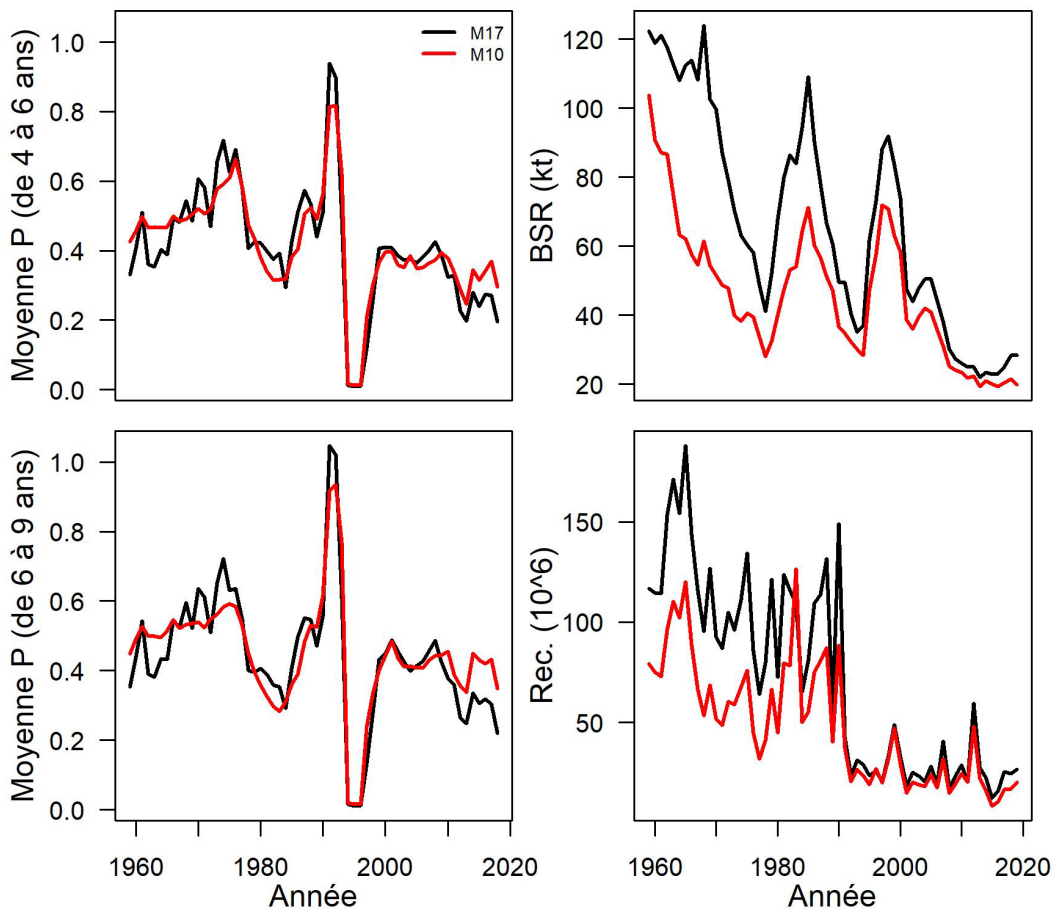 Moyenne P (de 4 à 6 ans)
1.0
0.8
0.6
0.4
0.2
0.0
M17
M10
BSR (kt)
120
100
80
60
40
20
Moyenne P (de 6 à 9 ans)
1.0
0.8
0.6
0.4
0.2
0.0
1960 1980 2000 2020
Année
Rec. (10^6)
150
100
50
1960 1980 2000 2020
Année